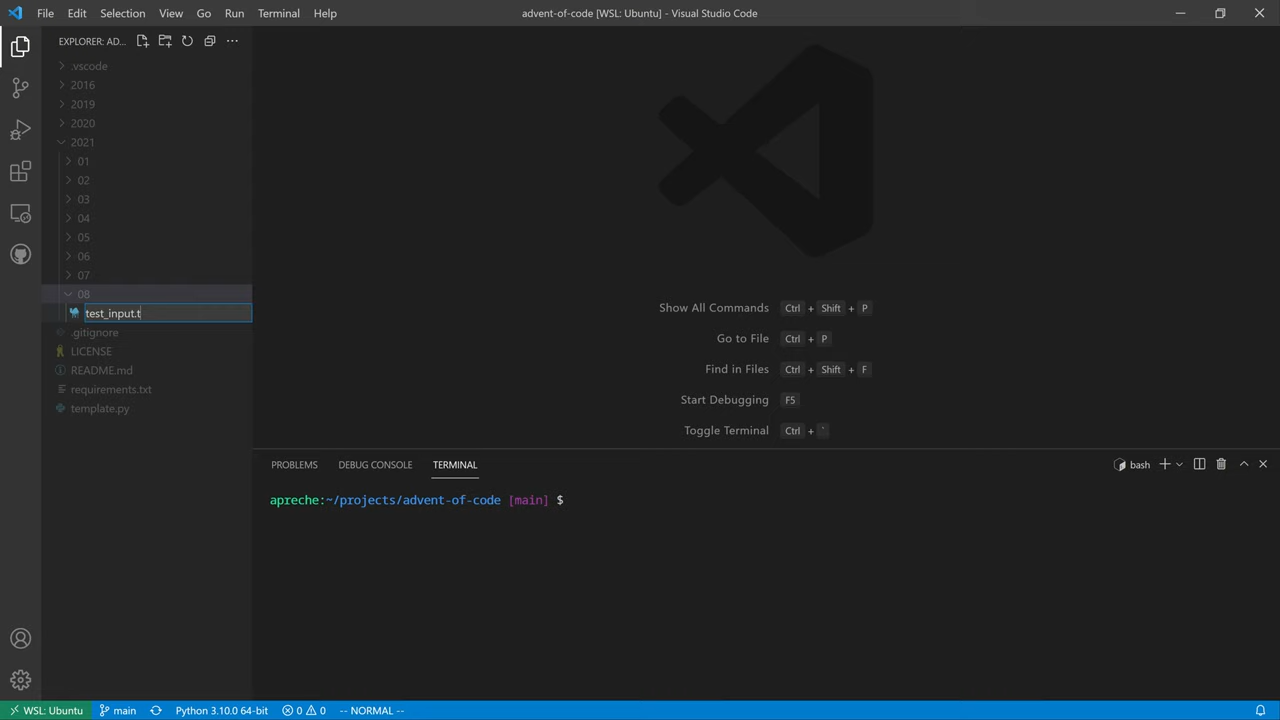 File Edit Selection View Go Run Terminal Help
advent-of-code [WSL: Ubuntu] - Visual Studio Code
EXPLORER: AD...
.vscode
2016
2019
2020
2021
01
02
03
04
05
06
07
08
test_input.t
.gitignore
LICENSE
README.md
requirements.txt
template.py
Show All Commands Ctrl + Shift + P
Go to File Ctrl + P
Find in Files Ctrl + Shift + F
Start Debugging F5
Toggle Terminal Ctrl + `
PROBLEMS DEBUG CONSOLE TERMINAL
bash
apreche:~/projects/advent-of-code [main] $
WSL: Ubuntu main Python 3.10.0 64-bit 0 0 -- NORMAL --